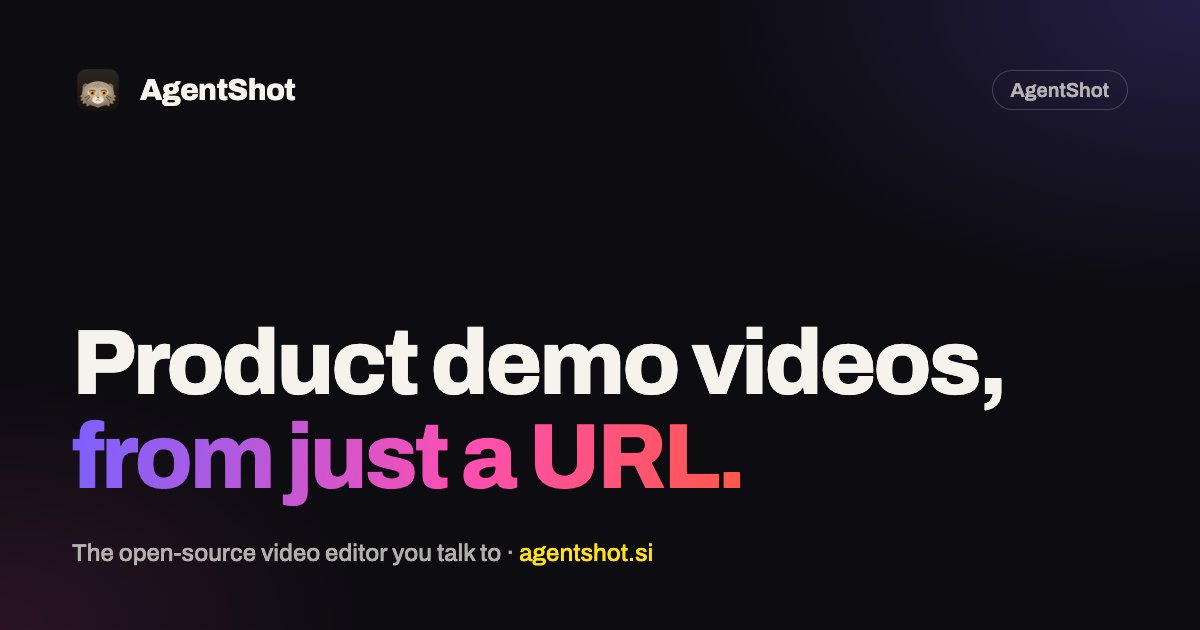 AgentShot
AgentShot
Product demo videos,
from just a URL.
The open-source video editor you talk to · agentshot.si